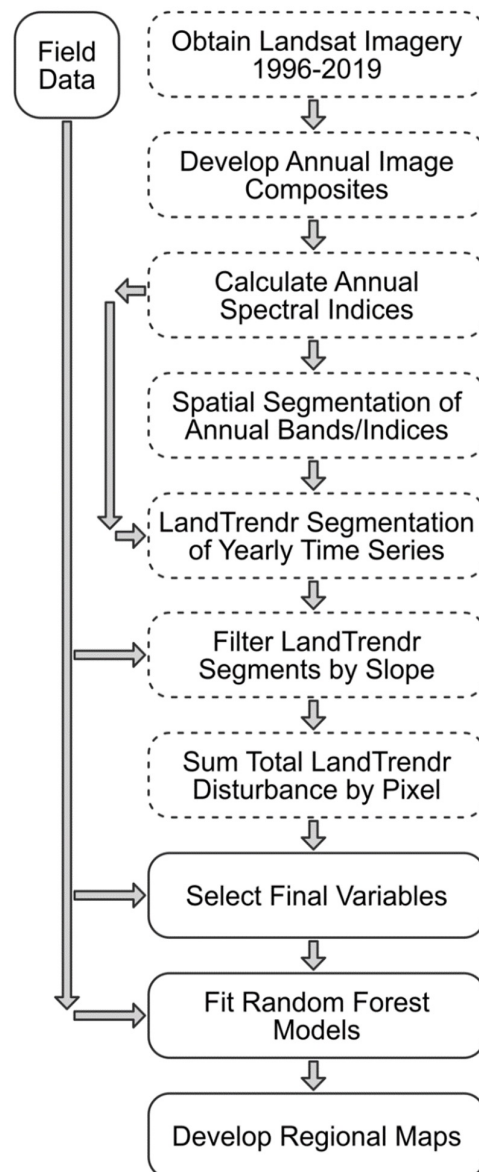 Field
Data
Obtain Landsat Imagery
1996-2019
Develop Annual Image
Composites
Calculate Annual
Spectral Indices
Spatial Segmentation of
Annual Bands/Indices
LandTrendr Segmentation
of Yearly Time Series
Filter LandTrendr
Segments by Slope
Sum Total LandTrendr
Disturbance by Pixel
Select Final Variables
Fit Random Forest
Models
Develop Regional Maps